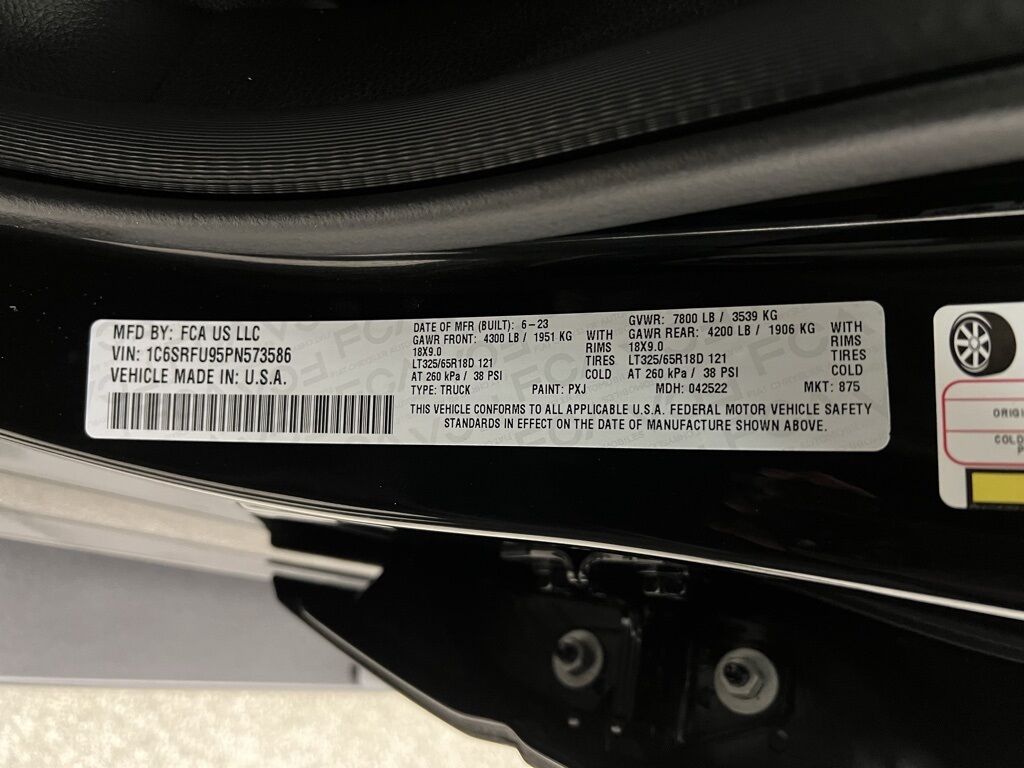 MFD BY: FCA US LLC
VIN: 1C6SRFU95PN573586
VEHICLE MADE IN: U.S.A.
DATE OF MFR (BUILT): 6-23
GAWR FRONT: 4300 LB / 1951 KG WITH
18X9.0 RIMS
LT325/65R18D 121 TIRES
AT 260 kPa / 38 PSI COLD
TYPE: TRUCK PAINT: PXJ
GVWR: 7800 LB / 3539 KG
GAWR REAR: 4200 LB / 1906 KG WITH
18X9.0 RIMS
LT325/65R18D 121 TIRES
AT 260 kPa / 38 PSI COLD
MDH: 042522 MKT: 875
THIS VEHICLE CONFORMS TO ALL APPLICABLE U.S.A. FEDERAL MOTOR VEHICLE SAFETY
STANDARDS IN EFFECT ON THE DATE OF MANUFACTURE SHOWN ABOVE.
ORIGI
COLD
P